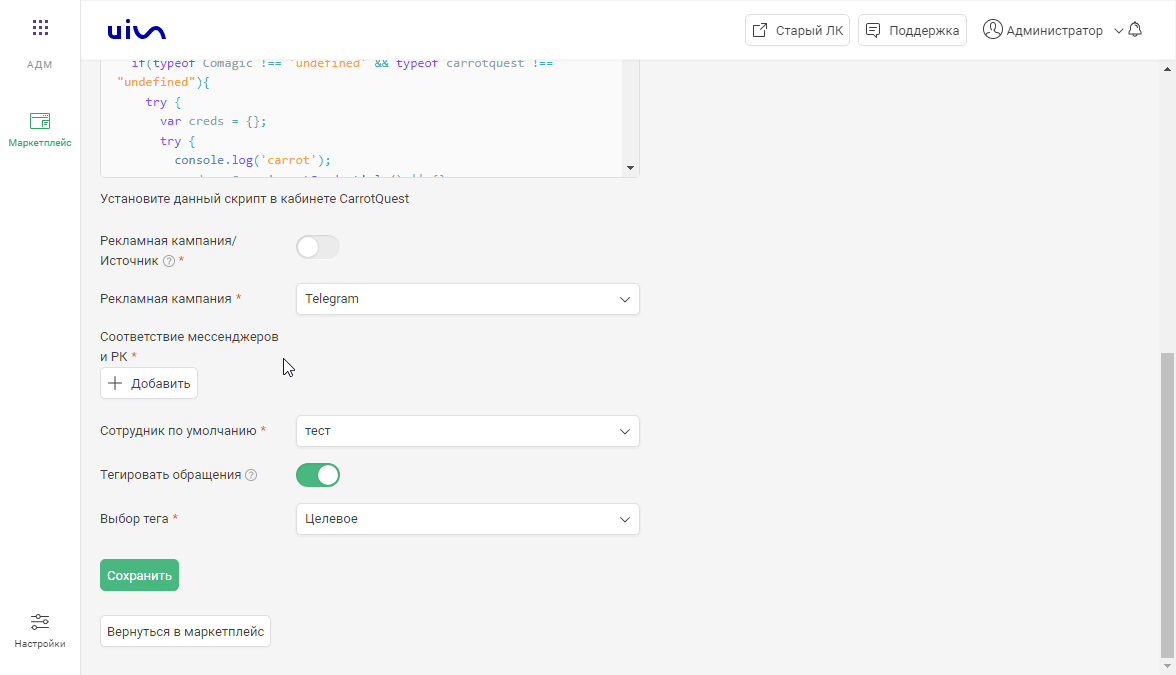 uis
Старый ЛК
Поддержка
Администратор
АДМ
Маркетплейс
Настройки
if(typeof Comagic !== 'undefined' && typeof carrotquest !==
"undefined"){
try {
var creds = {};
try {
console.log('carrot');
Установите данный скрипт в кабинете CarrotQuest
Рекламная кампания/
Источник ? *
Рекламная кампания *
Telegram
Соответствие мессенджеров
и РК *
+ Добавить
Сотрудник по умолчанию *
тест
Тегировать обращения ?
Выбор тега *
Целевое
Сохранить
Вернуться в маркетплейс